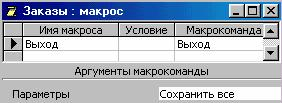 Заказы : макрос
Имя макроса Условие Макрокоманда
Выход Выход
Аргументы макрокоманды
Параметры Сохранить все